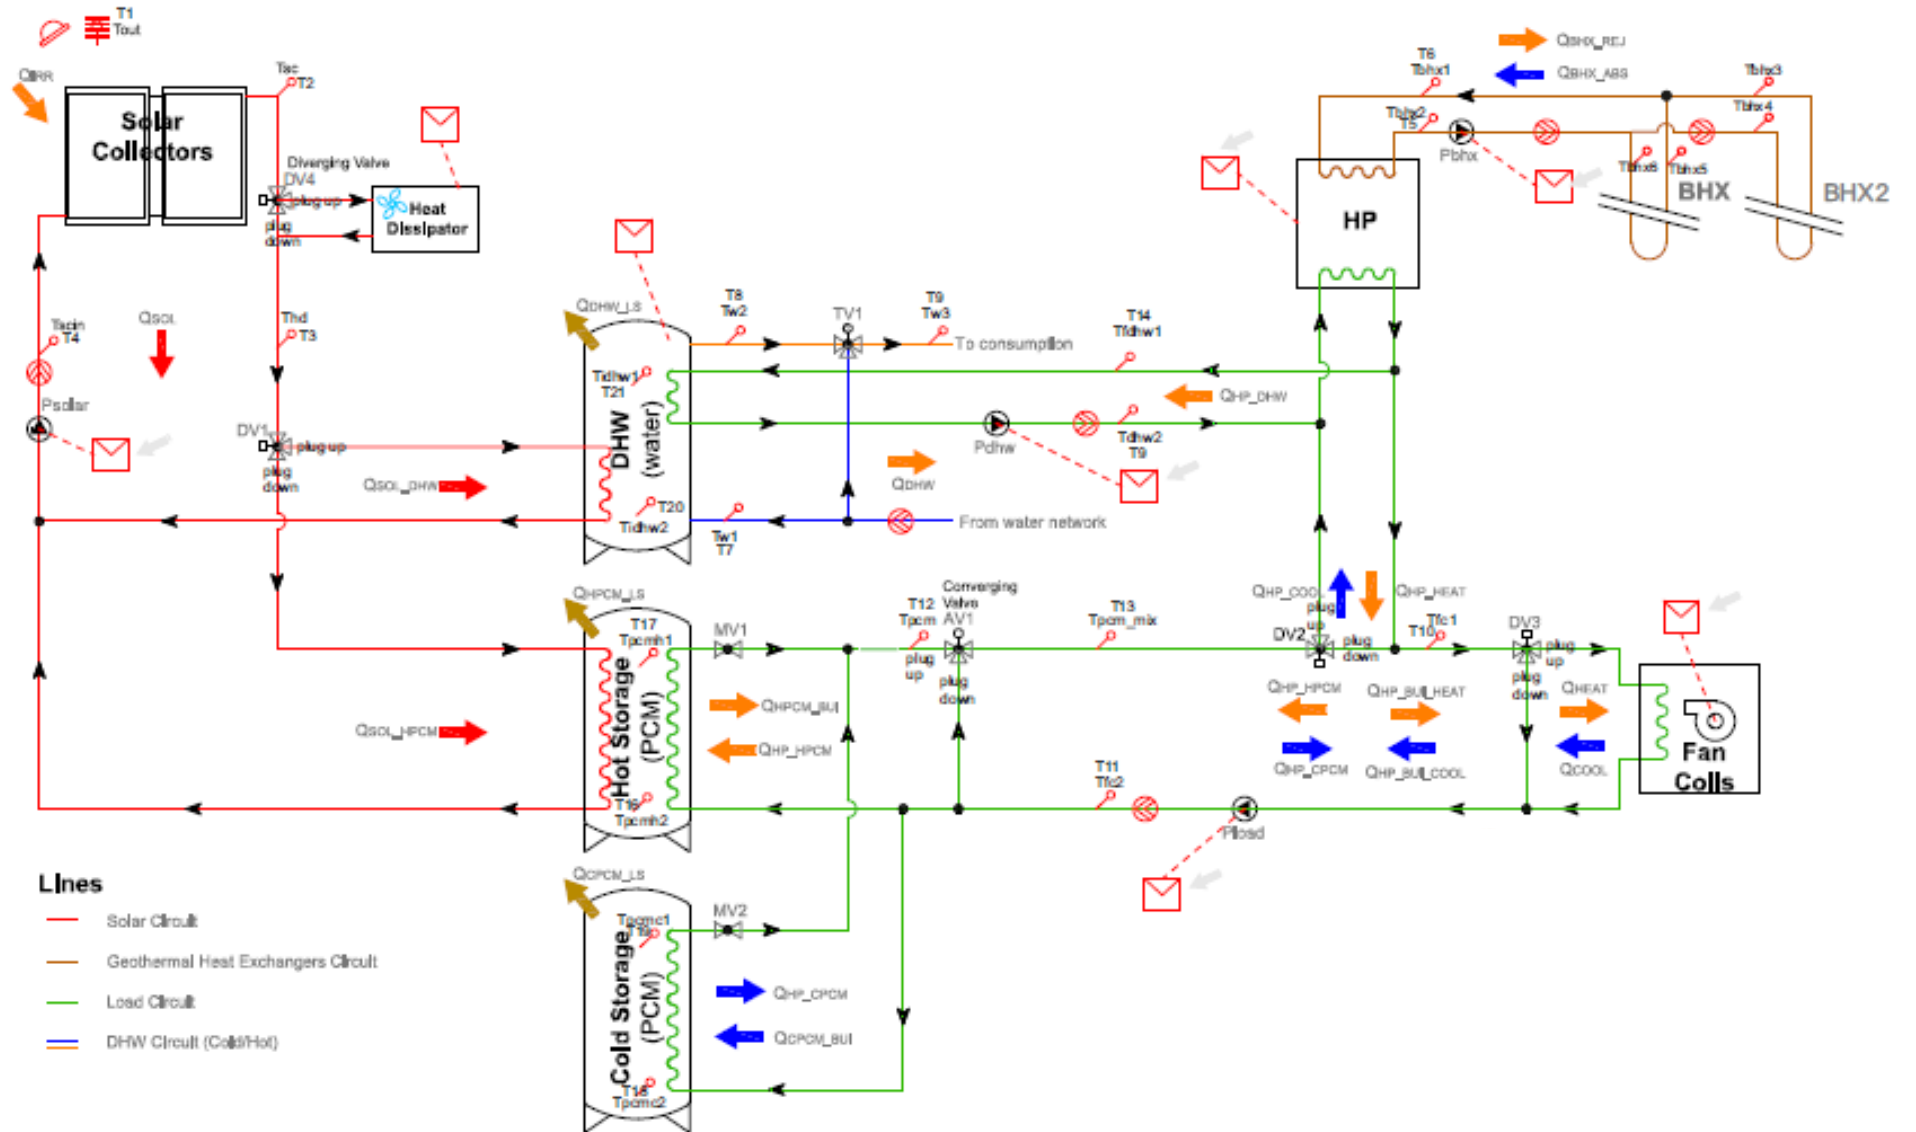 T1
Tout
QIRR
Solar
Collectors
Tsc
T2
Diverging Valve
DV4
plug up
plug
down
Heat
Dissipator
Thd
T3
Tscin
T4
QSOL
Psolar
DV1
plug up
plug
down
QSOL_DHW
QDHW_LS
Tidhw1
T21
DHW
(water)
T20
Tidhw2
T8
Tw2
TV1
T9
Tw3
To consumption
T14
Tfdhw1
QHP_DHW
Pdhw
Tdhw2
T9
QDHW
Tw1
T7
From water network
T6
Tbhx1
QBHX_REJ
QBHX_ABS
Tbhx2
T5
Pbhx
Tbhx3
Tbhx4
Tbhx6
Tbhx5
BHX
BHX2
HP
QHPCM_LS
T17
Tpcmh1
Hot Storage
(PCM)
T16
Tpcmh2
MV1
T12
Tpcm
plug
up
Converging
Valve
AV1
plug
down
T13
Tpcm_mix
QHP_COOL
plug
up
DV2
plug
down
QHP_HEAT
Tfc1
T10
DV3
plug
up
plug
down
QSOL_HPCM
QHPCM_BUI
QHP_HPCM
QHP_HPCM
QHP_BUI_HEAT
QHEAT
QHP_CPCM
QHP_BUI_COOL
QCOOL
Fan
Coils
T11
Tfc2
Pload
QCPCM_LS
Tpcmc1
T19
Cold Storage
(PCM)
T18
Tpcmc2
MV2
QHP_CPCM
QCPCM_BUI
Lines
Solar Circuit
Geothermal Heat Exchangers Circuit
Load Circuit
DHW Circuit (Cold/Hot)